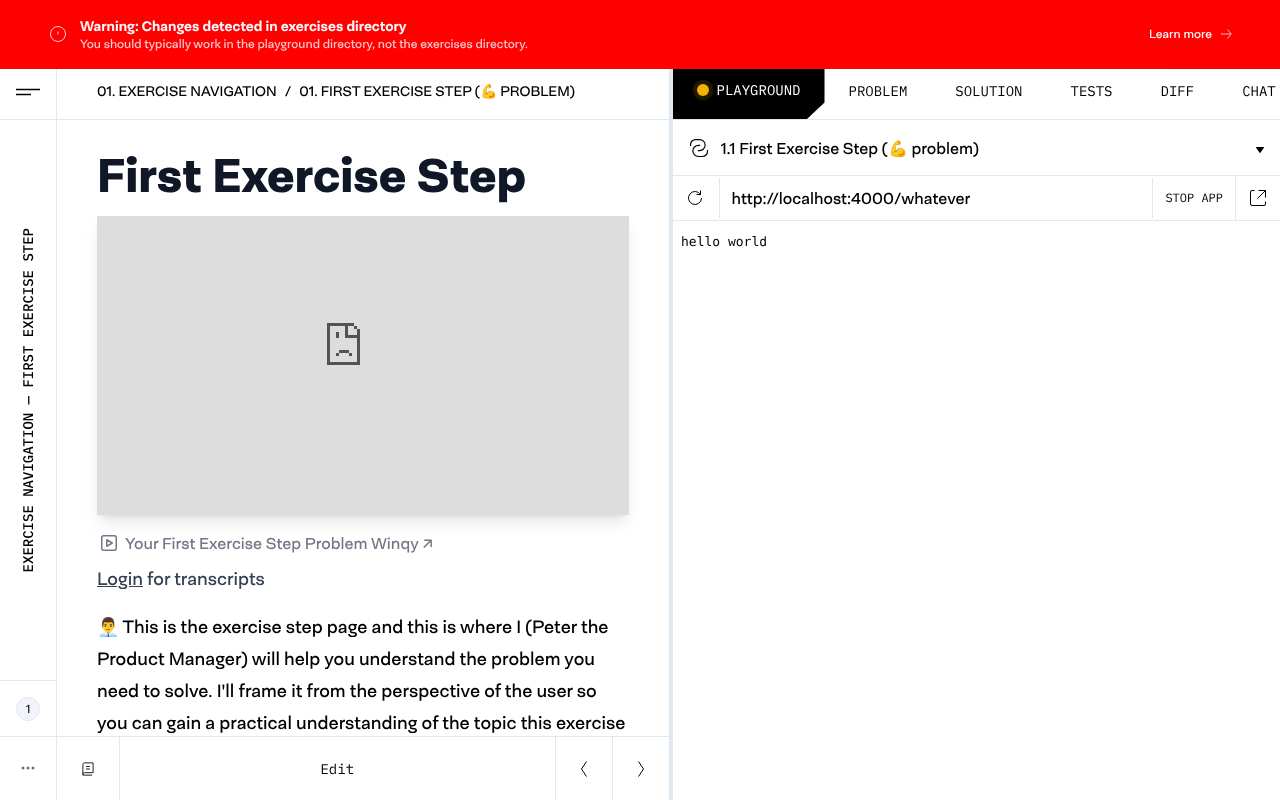 Warning: Changes detected in exercises directory
You should typically work in the playground directory, not the exercises directory.
Learn more
01. EXERCISE NAVIGATION / 01. FIRST EXERCISE STEP (💪 PROBLEM)
EXERCISE NAVIGATION — FIRST EXERCISE STEP
1
First Exercise Step
Your First Exercise Step Problem Winqy
Login for transcripts
👨‍💼 This is the exercise step page and this is where I (Peter the
Product Manager) will help you understand the problem you
need to solve. I'll frame it from the perspective of the user so
you can gain a practical understanding of the topic this exercise
Edit
PLAYGROUND PROBLEM SOLUTION TESTS DIFF CHAT
1.1 First Exercise Step (💪 problem)
http://localhost:4000/whatever
STOP APP
hello world